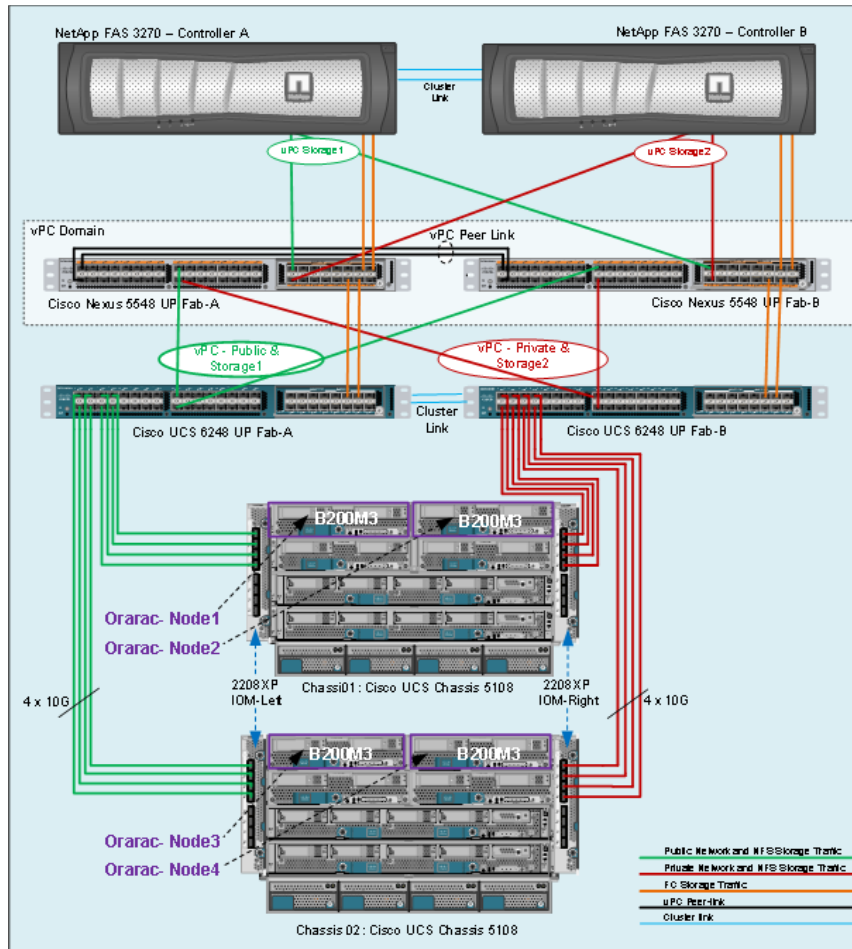 NetApp FAS 3270 – Controller A
NetApp FAS 3270 – Controller B
Cluster
Link
uPC Storage1
uPC Storage2
vPC Domain
vPC Peer Link
Cisco Nexus 5548 UP Fab-A
Cisco Nexus 5548 UP Fab-B
vPC - Public &
Storage1
vPC - Private &
Storage2
Cluster
Link
Cisco UCS 6248 UP Fab-A
Cisco UCS 6248 UP Fab-B
B200M3
B200M3
Orarac- Node1
Orarac- Node2
2208XP
IOM-Left
Chassi01: Cisco UCS Chassis 5108
2208XP
IOM-Right
4 x 10G
4 x 10G
B200M3
B200M3
Orarac- Node3
Orarac- Node4
Chassis 02: Cisco UCS Chassis 5108
Public Network and NFS Storage Traffic
Private Network and NFS Storage Traffic
FC Storage Traffic
uPC Peer-link
Cluster link